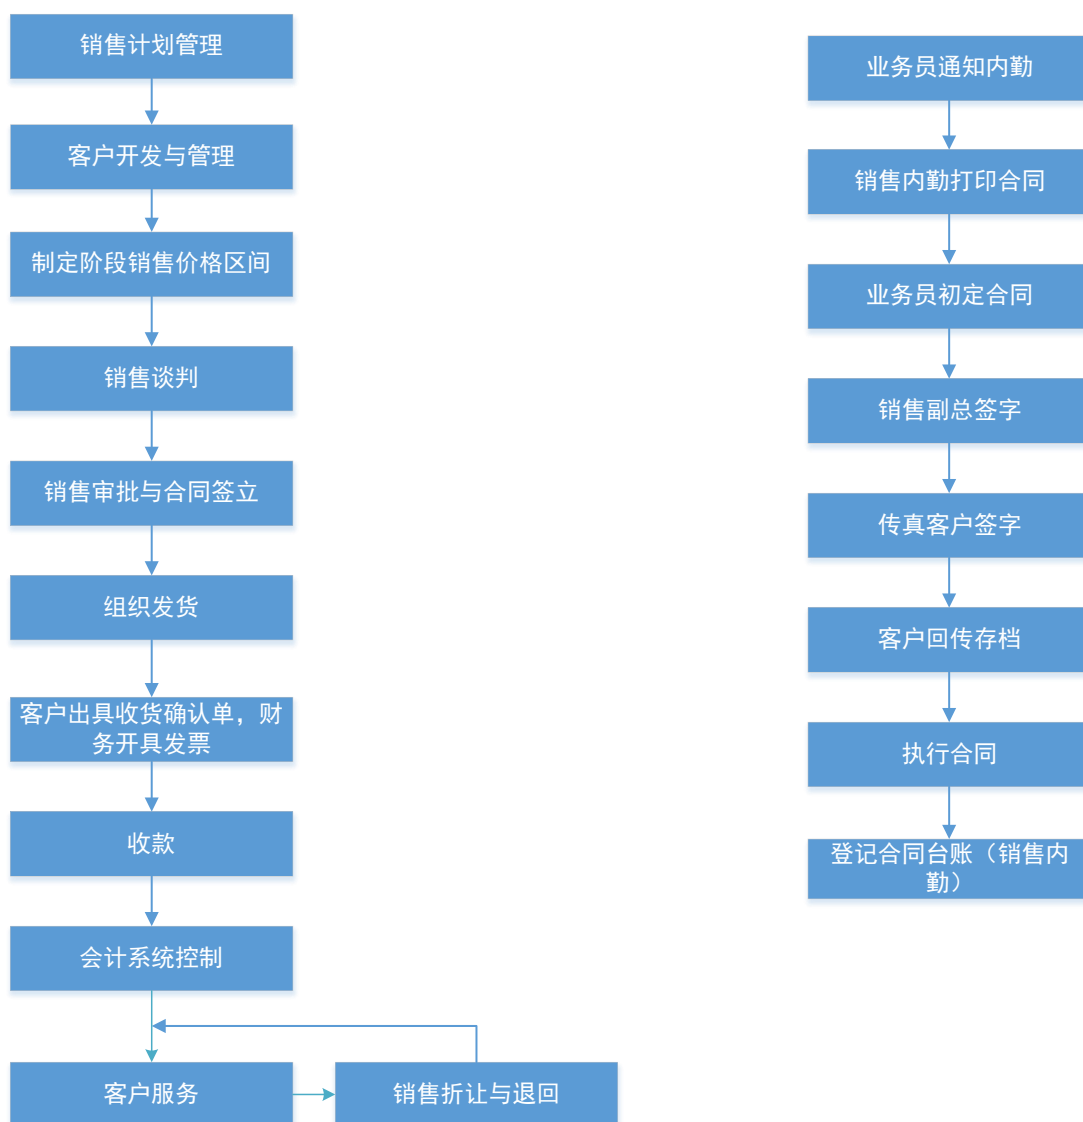 销售计划管理
客户开发与管理
制定阶段销售价格区间
销售谈判
销售审批与合同签立
组织发货
客户出具收货确认单，财
务开具发票
收款
会计系统控制
客户服务
销售折让与退回
业务员通知内勤
销售内勤打印合同
业务员初定合同
销售副总签字
传真客户签字
客户回传存档
执行合同
登记合同台账（销售内
勤）